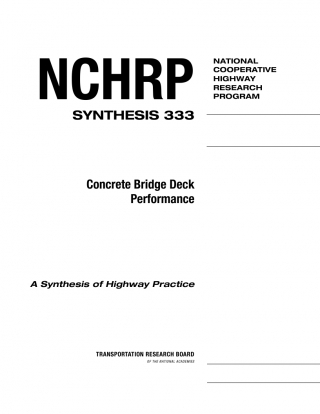 NCHRP
SYNTHESIS 333
NATIONAL
COOPERATIVE
HIGHWAY
RESEARCH
PROGRAM
Concrete Bridge Deck
Performance
A Synthesis of Highway Practice
TRANSPORTATION RESEARCH BOARD
OF THE NATIONAL ACADEMIES